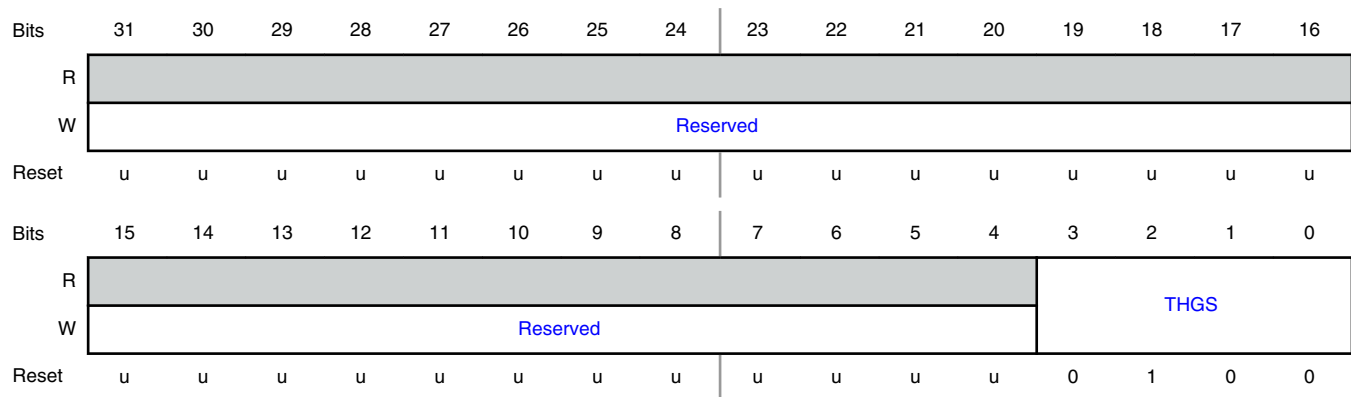 Bits 31 30 29 28 27 26 25 24 23 22 21 20 19 18 17 16
R
W Reserved
Reset u u u u u u u u u u u u u u u u
Bits 15 14 13 12 11 10 9 8 7 6 5 4 3 2 1 0
R
THGS
W Reserved
Reset u u u u u u u u u u u u 0 1 0 0